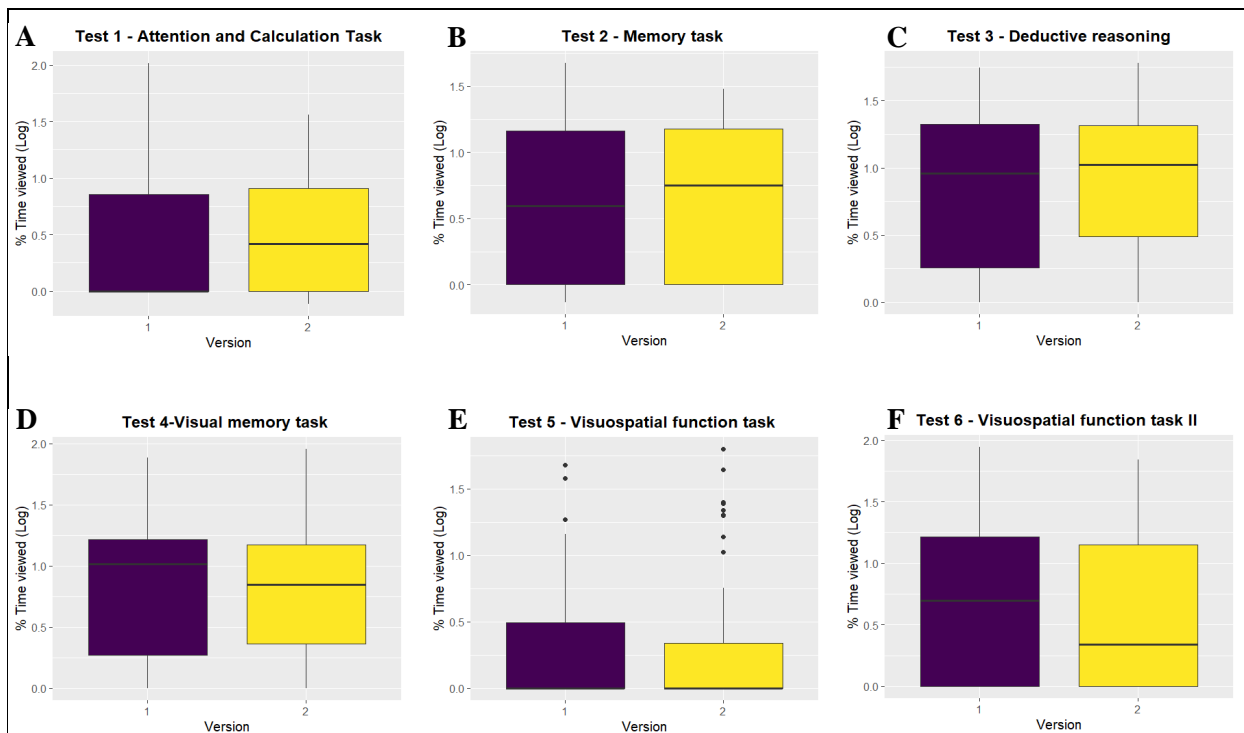 A Test 1 - Attention and Calculation Task
% Time viewed (Log)
2.0
1.5
1.0
0.5
0.0
1 2
Version
B Test 2 - Memory task
% Time viewed (Log)
1.5
1.0
0.5
0.0
1 2
Version
C Test 3 - Deductive reasoning
% Time viewed (Log)
1.5
1.0
0.5
0.0
1 2
Version
D Test 4-Visual memory task
% Time viewed (Log)
2.0
1.5
1.0
0.5
0.0
1 2
Version
E Test 5 - Visuospatial function task
% Time viewed (Log)
1.5
1.0
0.5
0.0
1 2
Version
F Test 6 - Visuospatial function task II
% Time viewed (Log)
2.0
1.5
1.0
0.5
0.0
1 2
Version